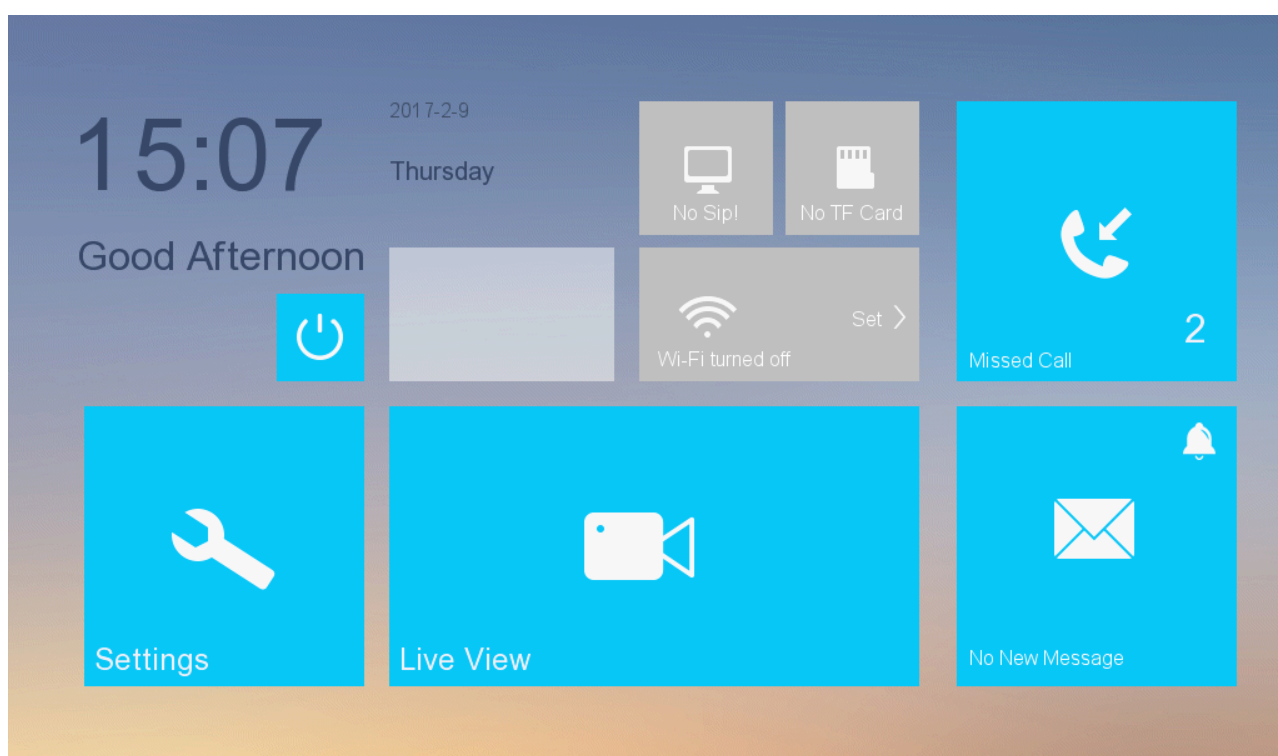 15:07
2017-2-9
Thursday
Good Afternoon
No Sip!
No TF Card
Set
Wi-Fi turned off
2
Missed Call
Settings
Live View
No New Message